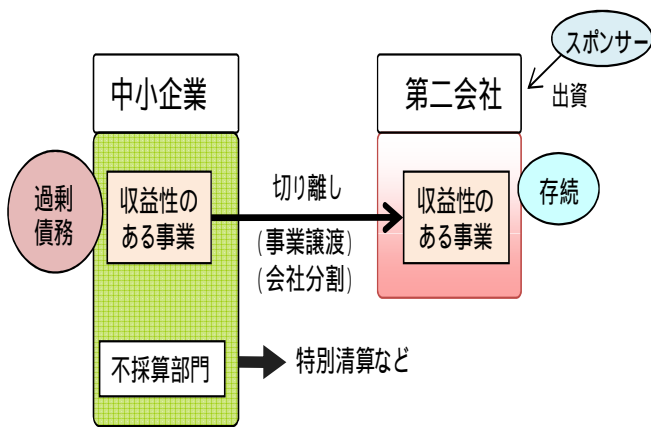 スポンサー
中小企業
第二会社
出資
過剰
債務
収益性の
ある事業
切り離し
(事業譲渡)
(会社分割)
収益性の
ある事業
存続
不採算部門
特別清算など